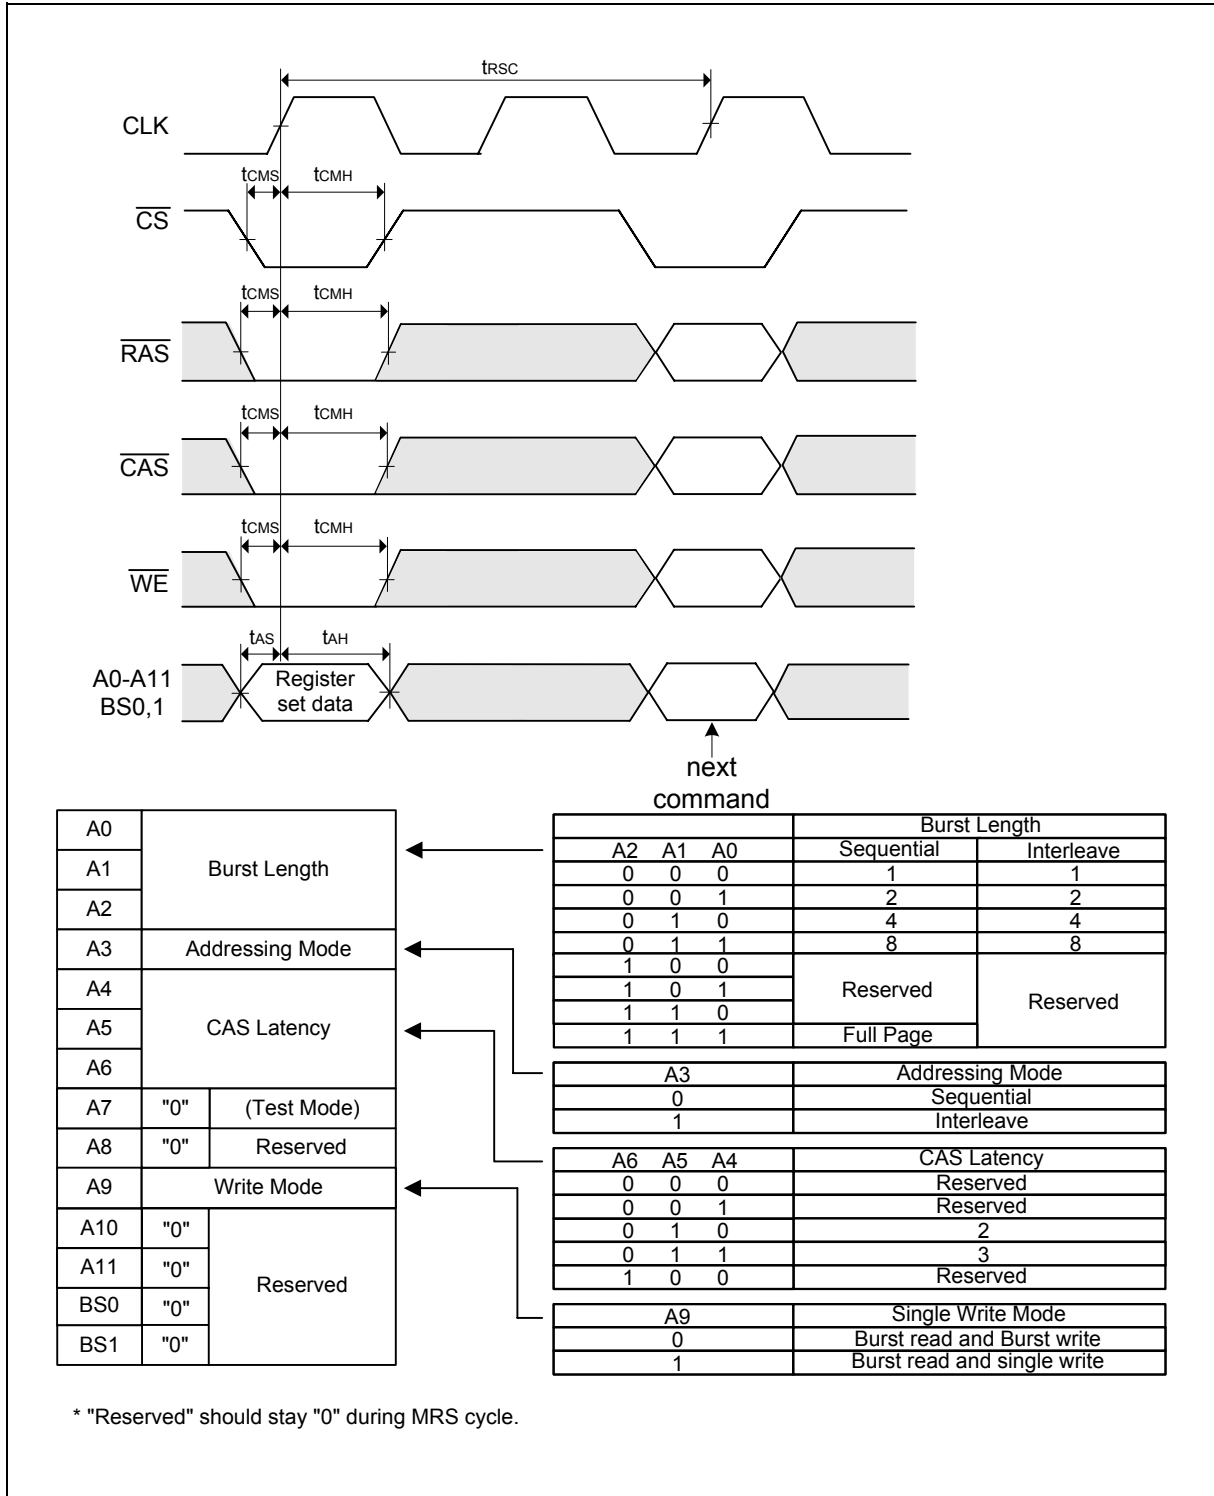 tRSC
CLK
tCMS tCMH
CS
tCMS tCMH
RAS
tCMS tCMH
CAS
tCMS tCMH
WE
tAS tAH
A0-A11
BS0,1
Register
set data
next
command
A0
A1 Burst Length
A2
A3 Addressing Mode
A4
A5 CAS Latency
A6
A7 "0" (Test Mode)
A8 "0" Reserved
A9 Write Mode
A10 "0"
A11 "0" Reserved
BS0 "0"
BS1 "0"
Burst Length
A2 A1 A0 Sequential Interleave
0 0 0 1 1
0 0 1 2 2
0 1 0 4 4
0 1 1 8 8
1 0 0
1 0 1 Reserved Reserved
1 1 0
1 1 1 Full Page
A3 Addressing Mode
0 Sequential
1 Interleave
A6 A5 A4 CAS Latency
0 0 0 Reserved
0 0 1 Reserved
0 1 0 2
0 1 1 3
1 0 0 Reserved
A9 Single Write Mode
0 Burst read and Burst write
1 Burst read and single write
* "Reserved" should stay "0" during MRS cycle.